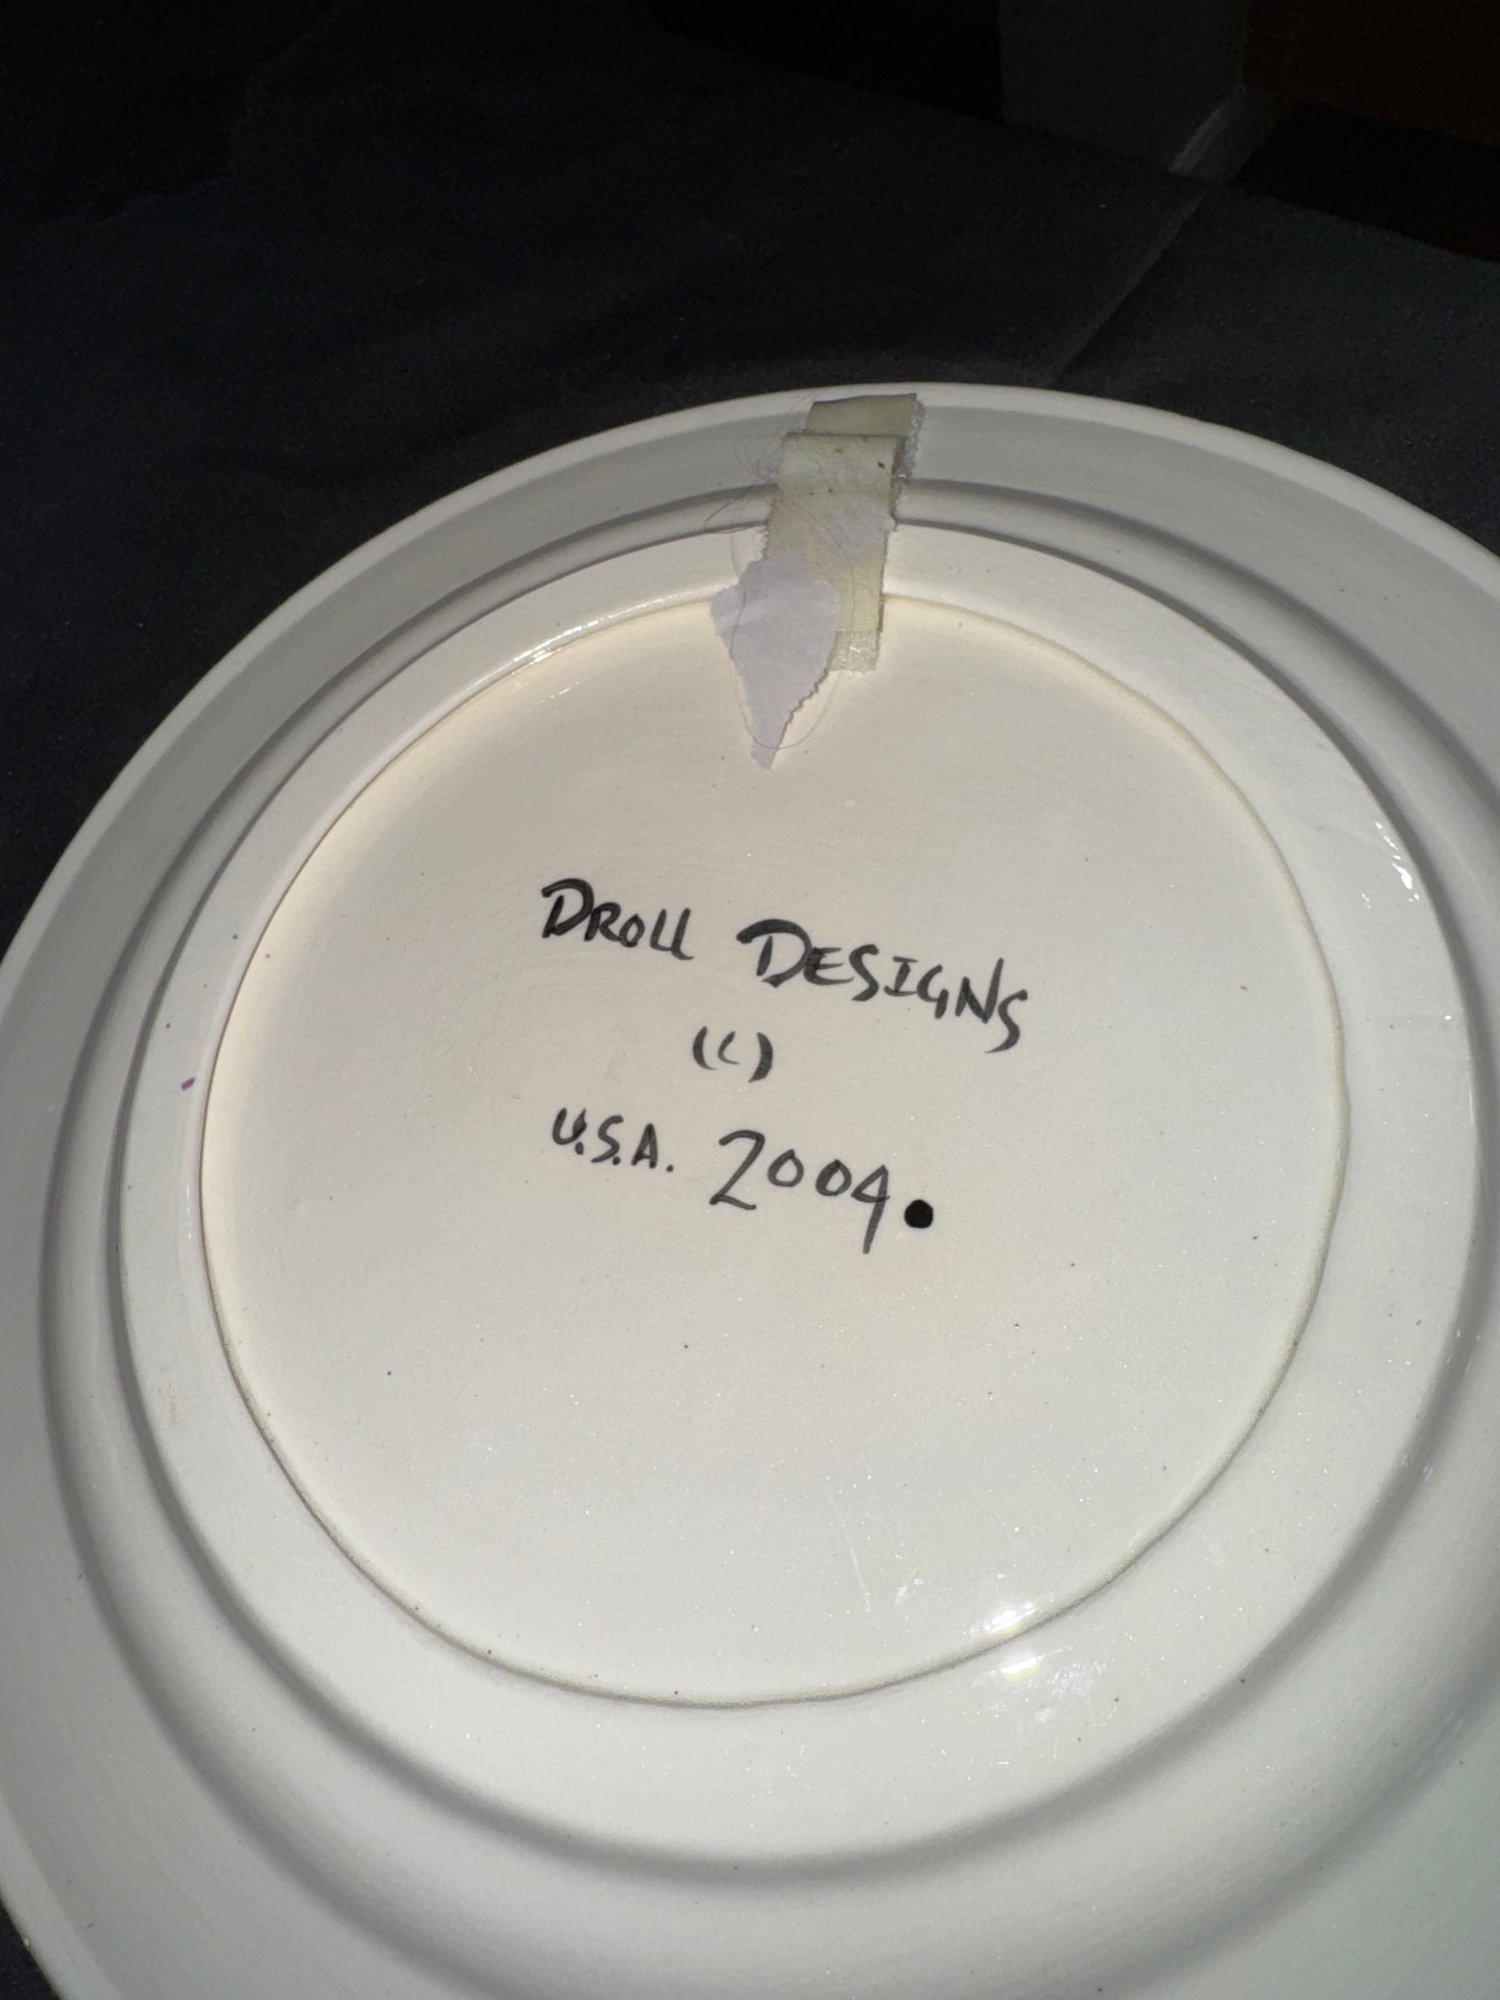 DROLL DESIGNS
(C)
U.S.A. 2004.